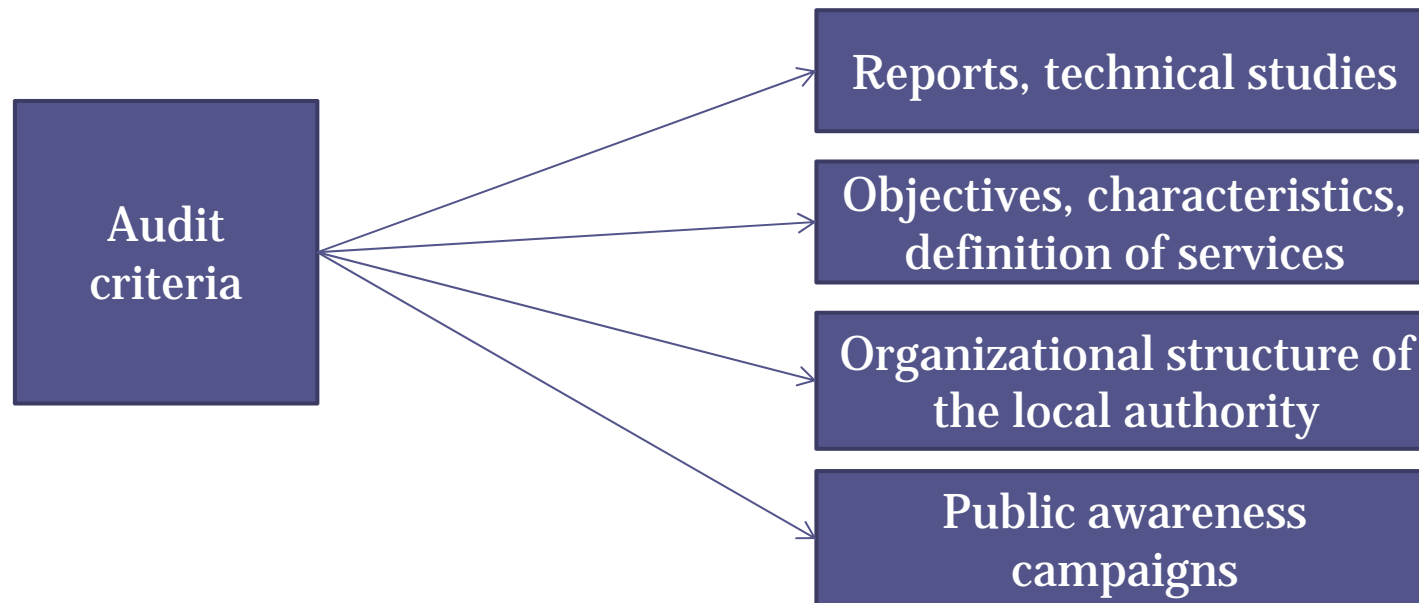 Audit
criteria
Reports, technical studies
Objectives, characteristics,
definition of services
Organizational structure of
the local authority
Public awareness
campaigns